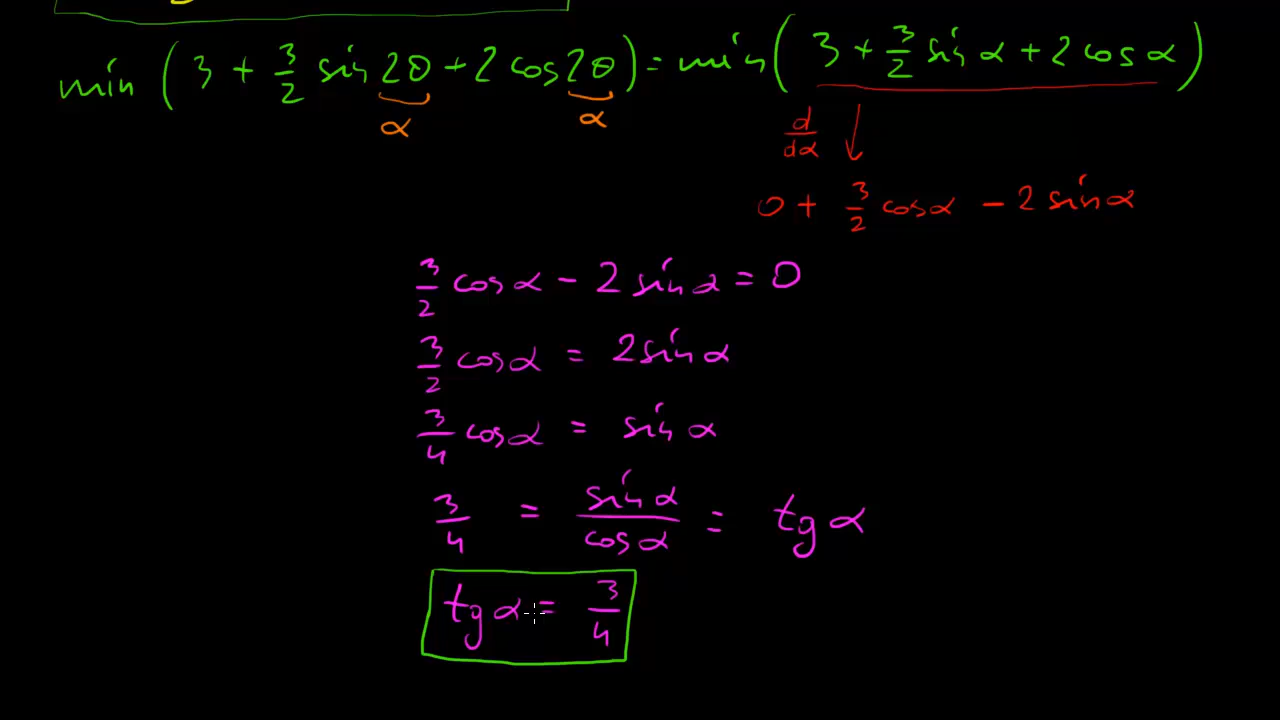 min (3 + 3/2 sin 2θ + 2 cos 2θ) = min (3 + 3/2 sin α + 2 cos α)
α α
d/dα ↓
0 + 3/2 cos α − 2 sin α
3/2 cos α − 2 sin α = 0
3/2 cos α = 2 sin α
3/4 cos α = sin α
3/4 = sin α/cos α = tg α
tg α = 3/4